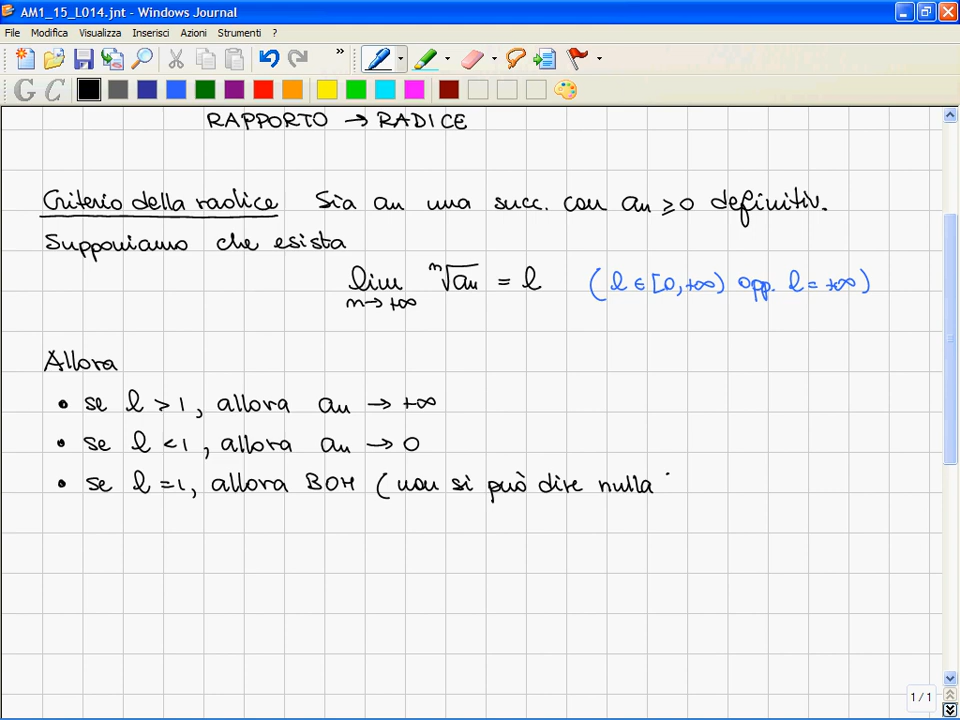 AM1_15_L014.jnt - Windows Journal
File Modifica Visualizza Inserisci Azioni Strumenti ?
»
G C
RAPPORTO → RADICE
Criterio della radice Sia an una succ. con an ≥ 0 definitiv.
Supponiamo che esista
lim n→+∞ ⁿ√an = l (l ∈ [0,+∞) opp. l = +∞)
Allora
• se l > 1, allora an → +∞
• se l < 1, allora an → 0
• se l = 1, allora BOH (non si può dire nulla
1 / 1